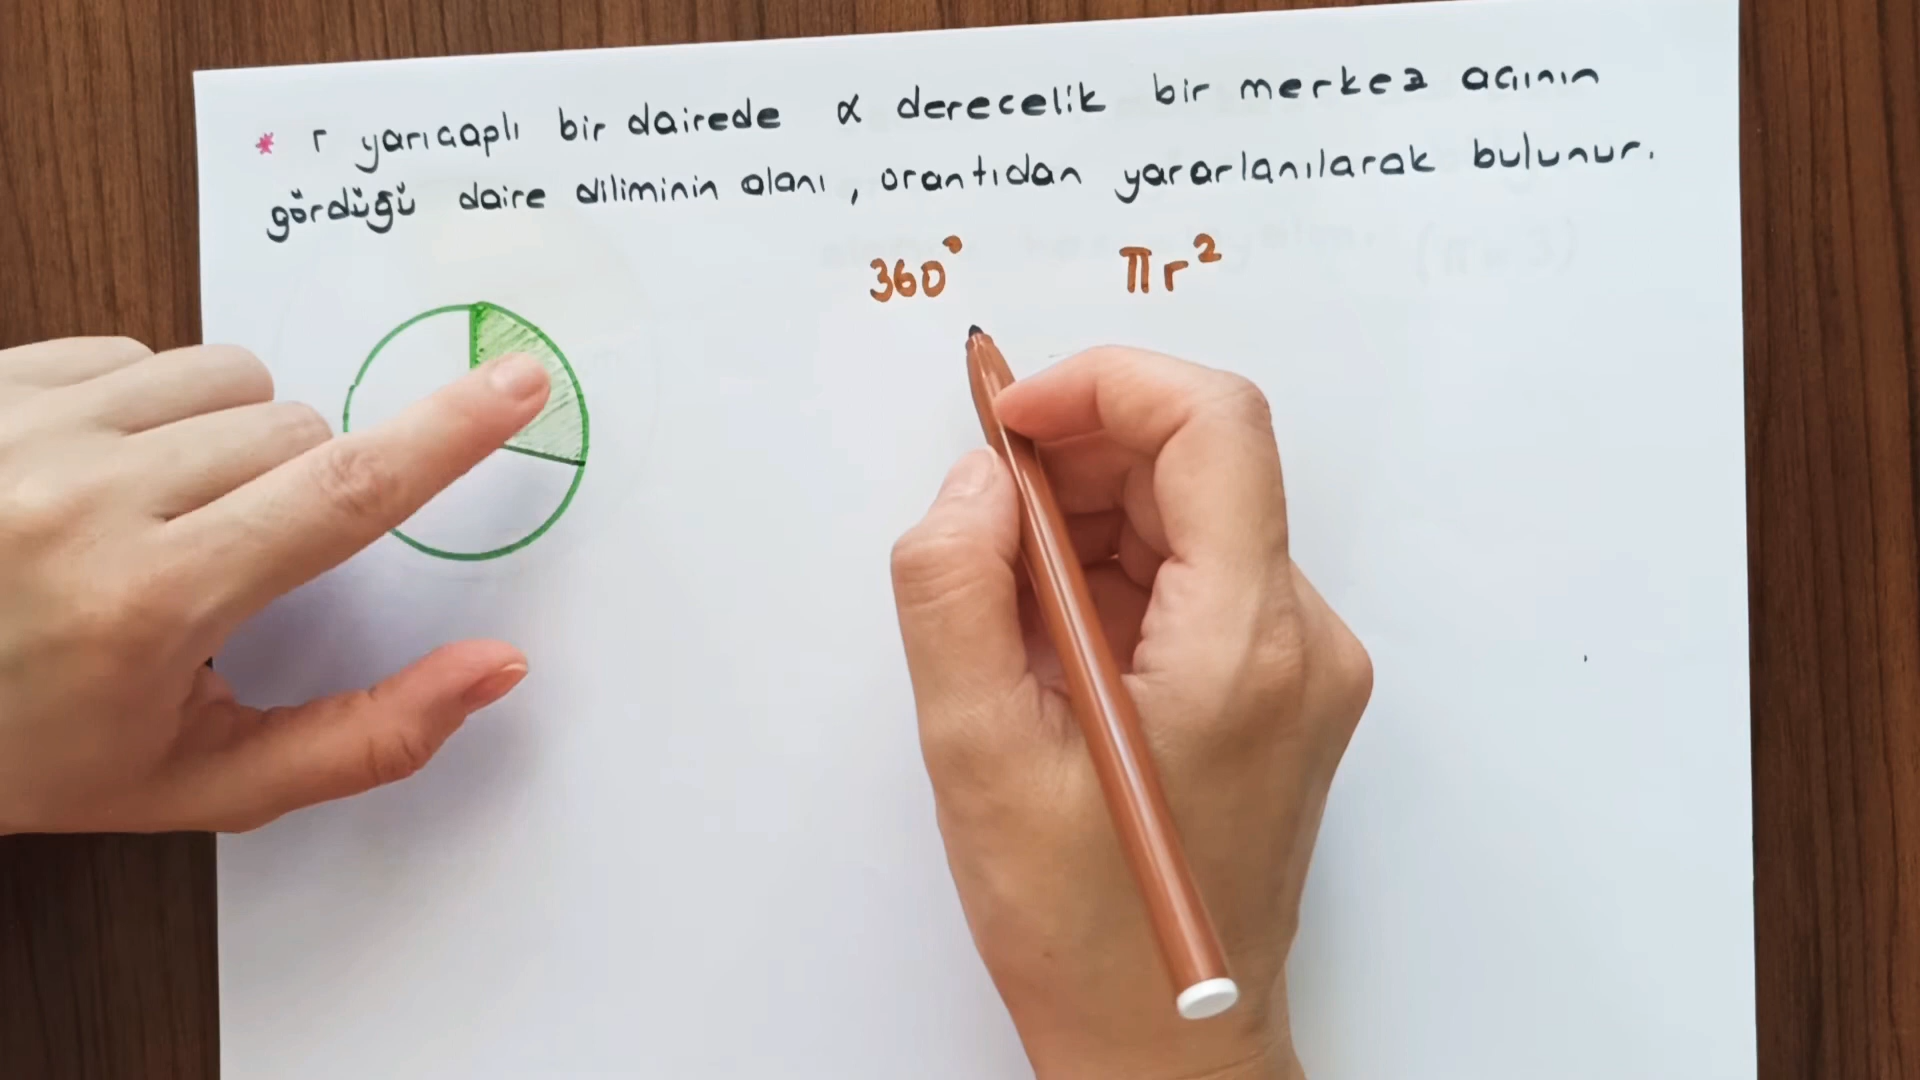 * r yarıçaplı bir dairede α derecelik bir merkez açının
gördüğü daire diliminin alanı, orantıdan yararlanılarak bulunur.
360° πr²